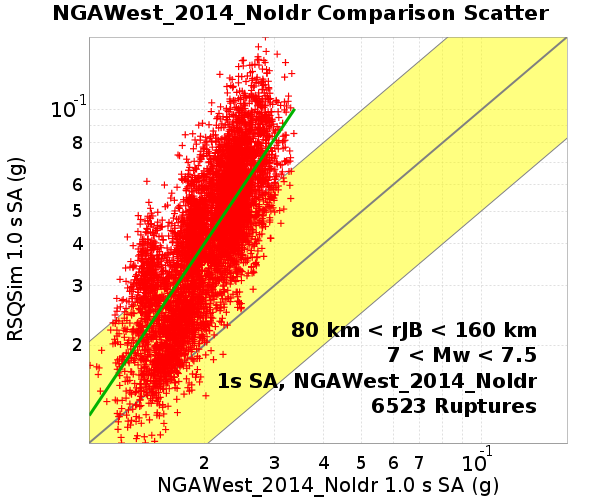 NGAWest_2014_NoIdr Comparison Scatter
RSQSim 1.0 s SA (g)
10-1
8
6
5
4
3
2
80 km < rJB < 160 km
7 < Mw < 7.5
1s SA, NGAWest_2014_NoIdr
6523 Ruptures
2 3 4 5 6 7 10-1
NGAWest_2014_NoIdr 1.0 s SA (g)